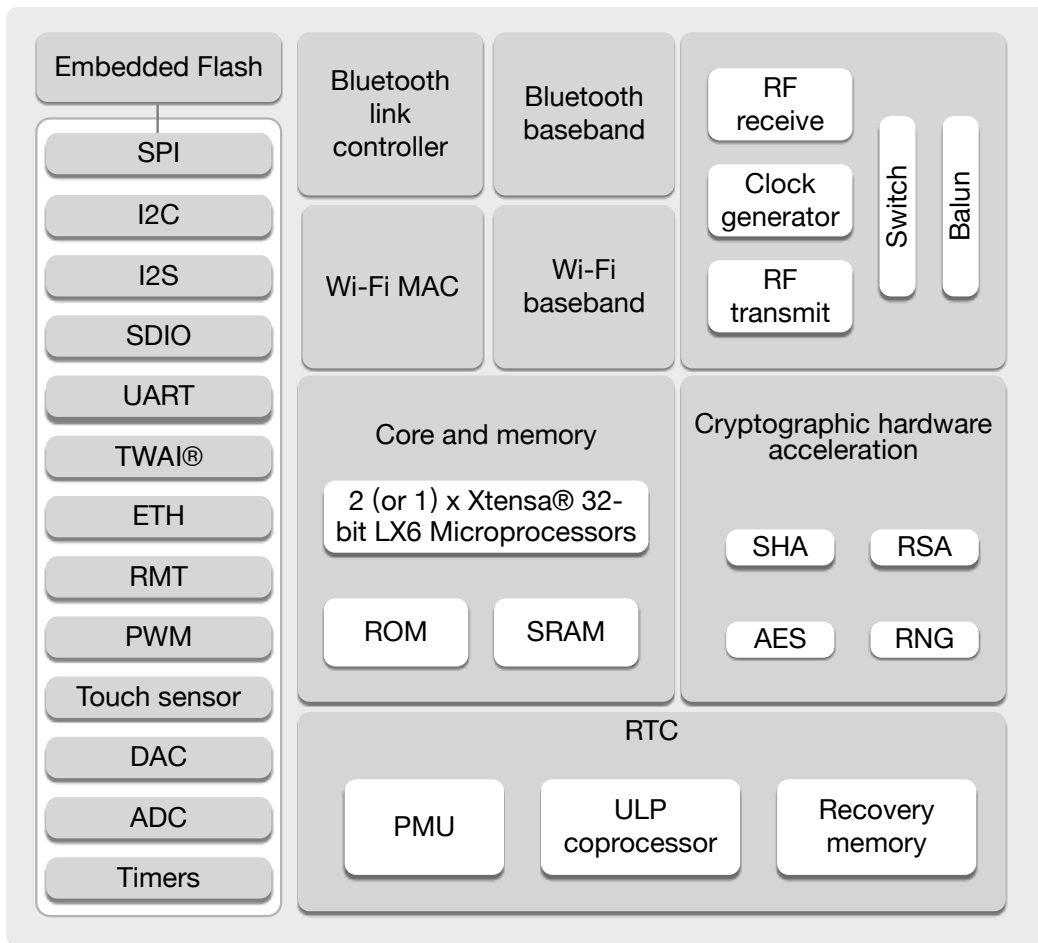 Embedded Flash
SPI
I2C
I2S
SDIO
UART
TWAI®
ETH
RMT
PWM
Touch sensor
DAC
ADC
Timers
Bluetooth
link
controller
Bluetooth
baseband
Wi-Fi MAC
Wi-Fi
baseband
RF
receive
Clock
generator
RF
transmit
Switch
Balun
Core and memory
2 (or 1) x Xtensa® 32-
bit LX6 Microprocessors
ROM
SRAM
Cryptographic hardware
acceleration
SHA
RSA
AES
RNG
RTC
PMU
ULP
coprocessor
Recovery
memory